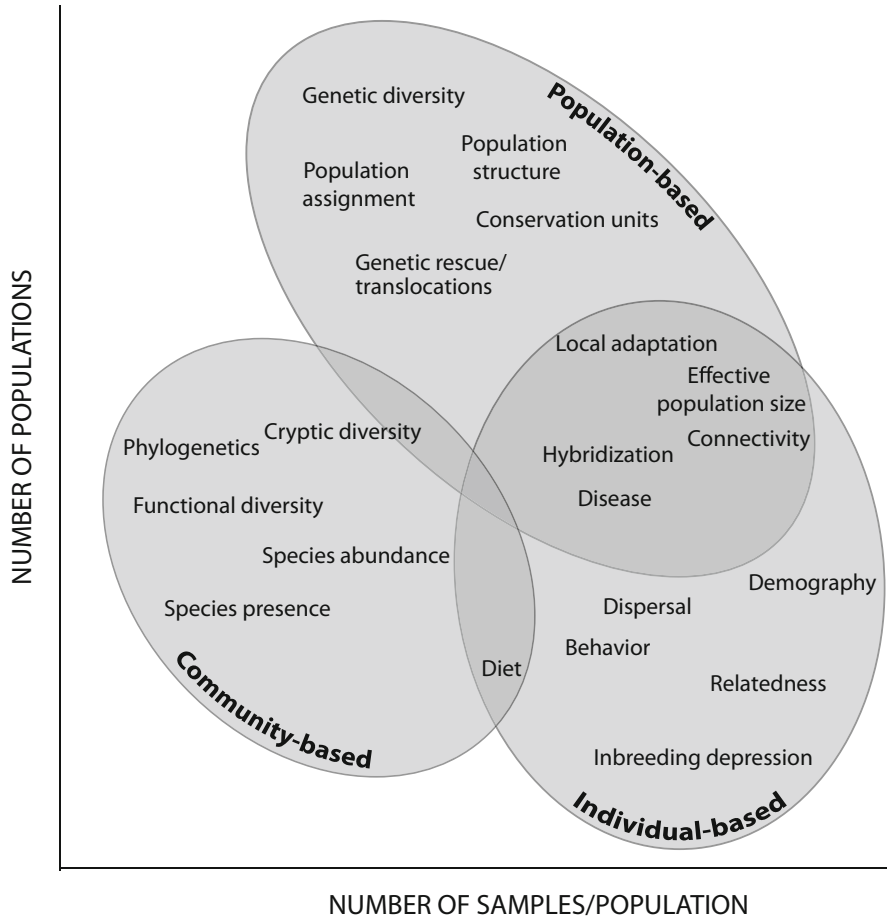 NUMBER OF POPULATIONS
Genetic diversity
Population-based
Population
structure
Population
assignment
Conservation units
Genetic rescue/
translocations
Local adaptation
Effective
population size
Connectivity
Hybridization
Disease
Cryptic diversity
Phylogenetics
Functional diversity
Species abundance
Species presence
Community-based
Diet
Demography
Dispersal
Behavior
Relatedness
Inbreeding depression
Individual-based
NUMBER OF SAMPLES/POPULATION